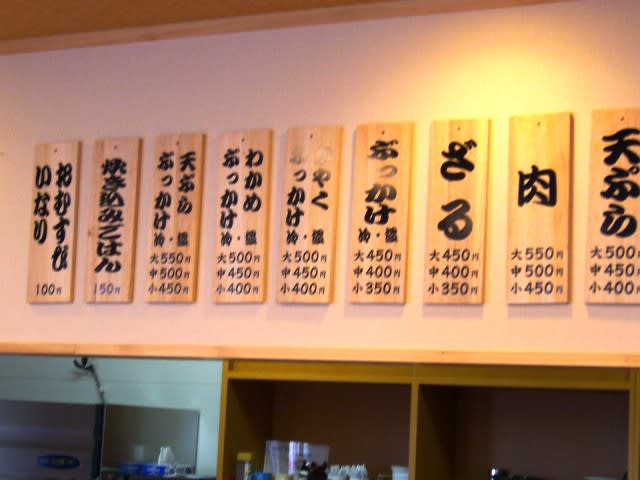 天ぷら
大500
中450
小400
肉
大550円
中500円
小450円
ざる
大450円
中400円
小350円
ぶっかけ冷・温
大450円
中400円
小350円
やく
ぶっかけ冷・温
大500円
中450円
小400円
わかめ
ぶっかけ冷・温
大500円
中450円
小400円
天ぷら
ぶっかけ冷・温
大550円
中500円
小450円
炊き込みごはん
150円
おむすび
いなり
100円